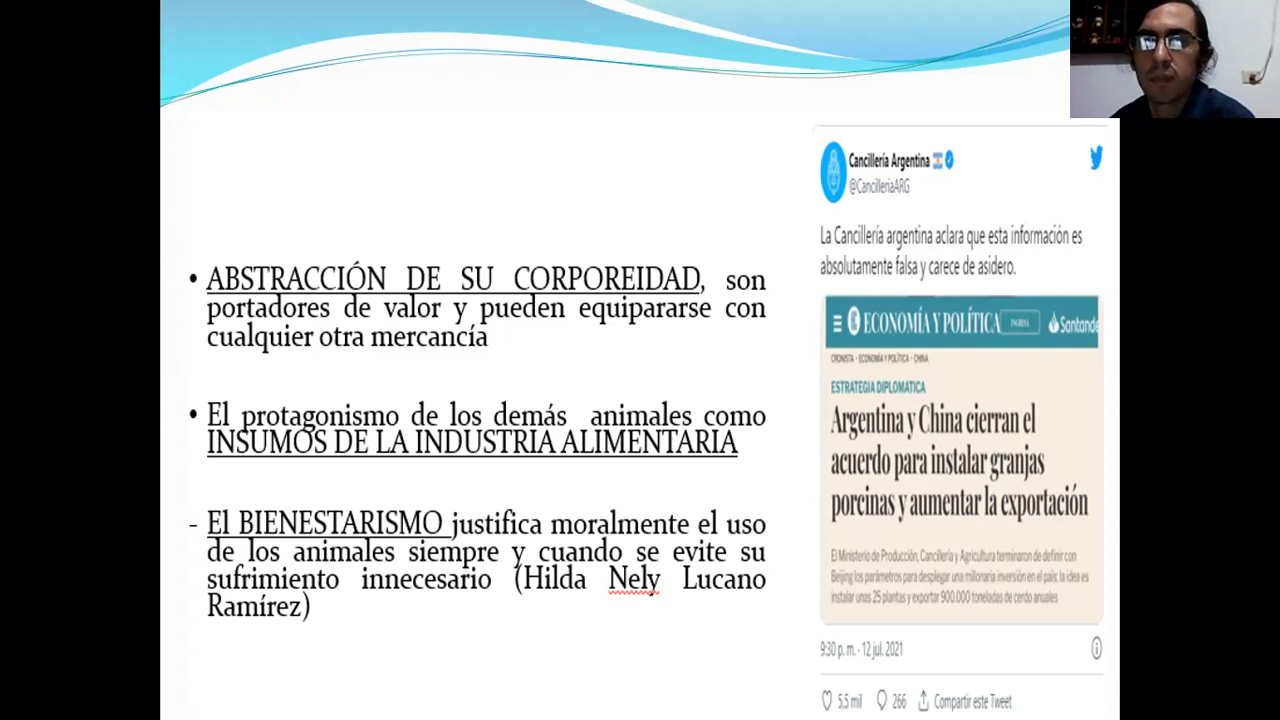 • ABSTRACCIÓN DE SU CORPOREIDAD, son
portadores de valor y pueden equipararse con
cualquier otra mercancía
• El protagonismo de los demás animales como
INSUMOS DE LA INDUSTRIA ALIMENTARIA
- El BIENESTARISMO justifica moralmente el uso
de los animales siempre y cuando se evite su
sufrimiento innecesario (Hilda Nely Lucano
Ramírez)
Cancillería Argentina
@CancilleriaARG
La Cancillería argentina aclara que esta información es
absolutamente falsa y carece de asidero.
ECONOMÍA Y POLÍTICA INGRESÁ Santander
CRONISTA • ECONOMÍA Y POLÍTICA • CHINA
ESTRATEGIA DIPLOMATICA
Argentina y China cierran el
acuerdo para instalar granjas
porcinas y aumentar la exportación
El Ministerio de Producción, Cancillería y Agricultura terminaron de definir con
Beijing los parámetros para desplegar una millonaria inversión en el país; la idea es
instalar unas 25 plantas y exportar 900.000 toneladas de cerdo anuales
9:30 p. m. · 12 jul. 2021
5,5 mil 266 Compartir este Tweet